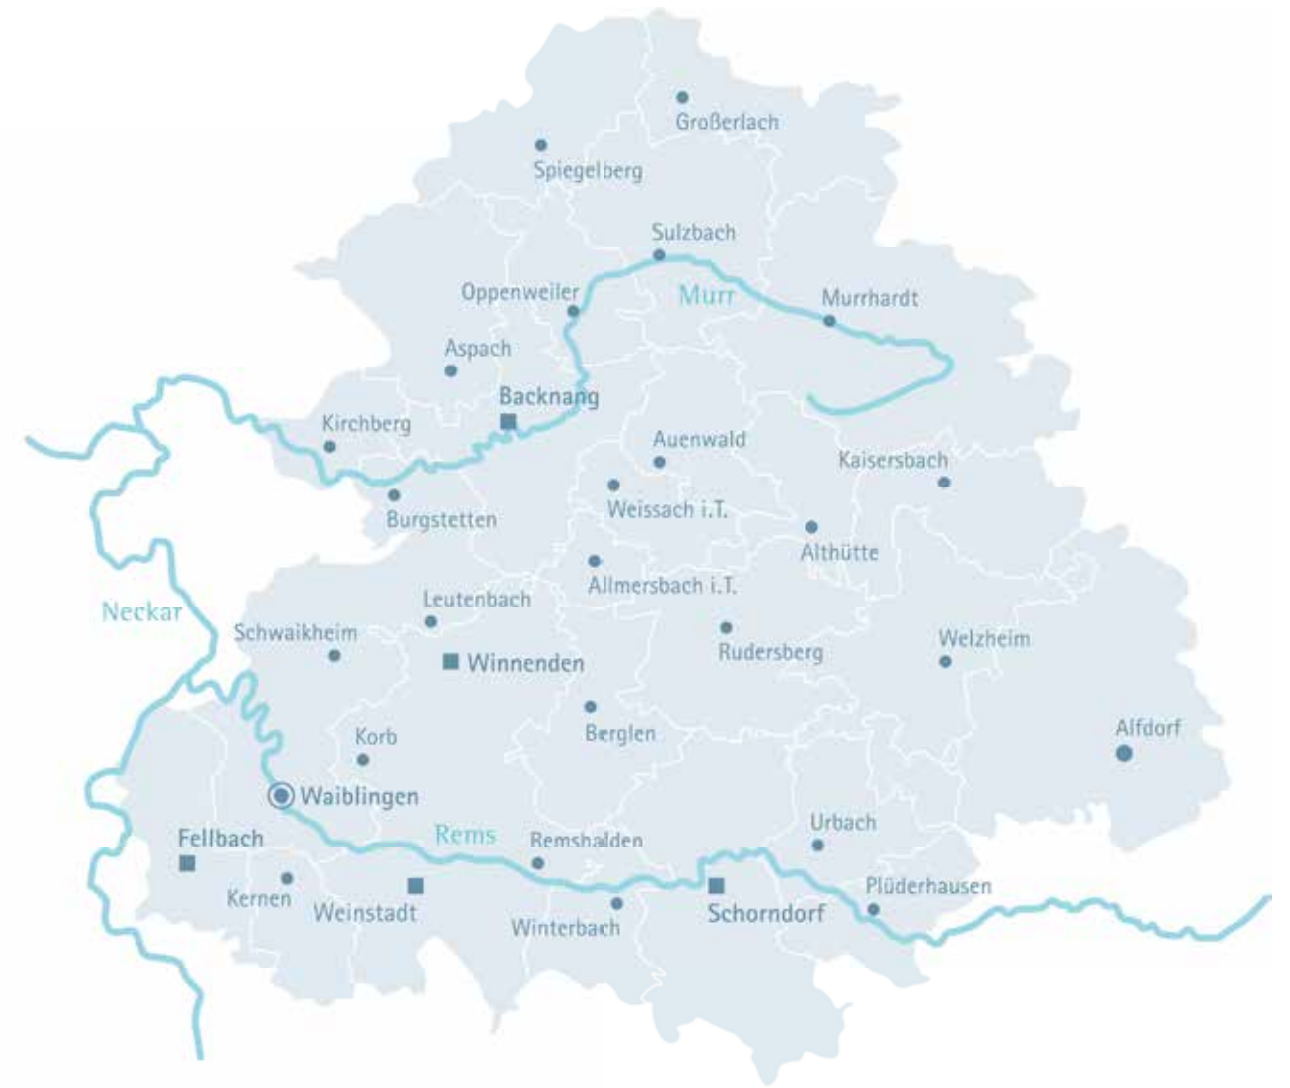 Großerlach
Spiegelberg
Sulzbach
Oppenweiler
Murr
Murrhardt
Aspach
Backnang
Kirchberg
Auenwald
Kaisersbach
Weissach i.T.
Burgstetten
Althütte
Allmersbach i.T.
Leutenbach
Neckar
Schwaikheim
Welzheim
Rudersberg
Winnenden
Alfdorf
Berglen
Korb
Waiblingen
Urbach
Rems
Fellbach
Remshalden
Plüderhausen
Kernen
Weinstadt
Schorndorf
Winterbach